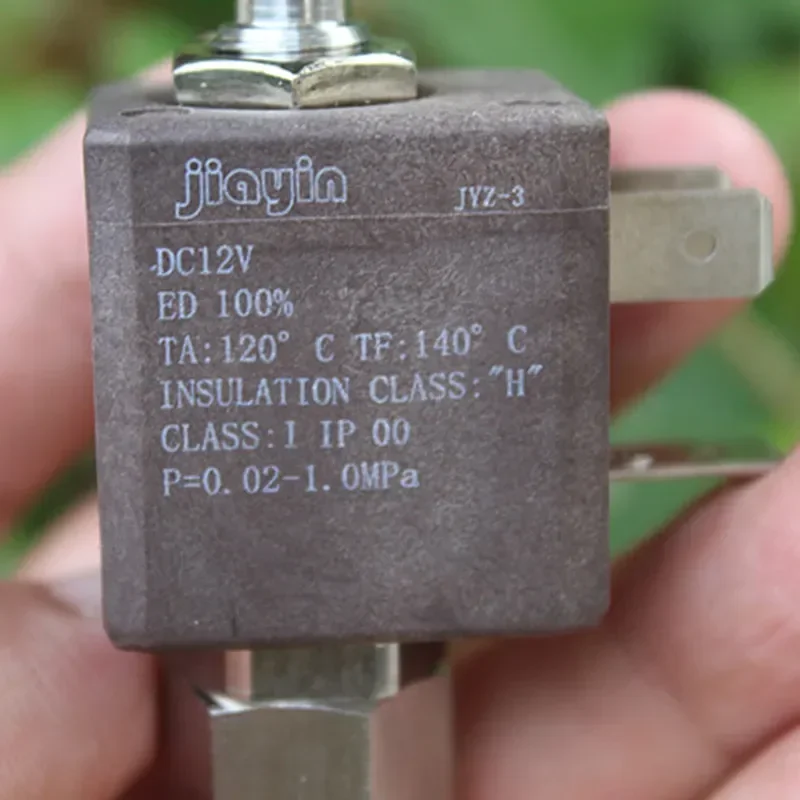 jiayin JYZ-3
DC12V
ED 100%
TA:120° C TF:140° C
INSULATION CLASS:"H"
CLASS:I IP 00
P=0.02-1.0MPa